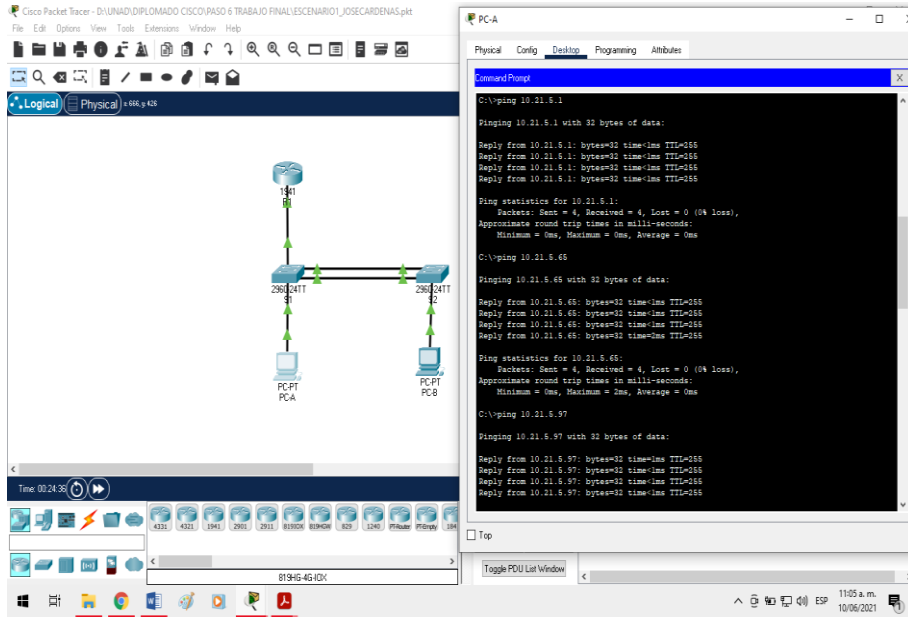 Cisco Packet Tracer - D:\UNAD\DIPLOMADO CISCO\PASO 6 TRABAJO FINAL\ESCENARIO1_JOSECARDENAS.pkt
File Edit Options View Tools Extensions Window Help
Logical Physical x: 666, y: 426
1941
R1
2960-24TT
S1
2960-24TT
S2
PC-PT
PC-A
PC-PT
PC-B
Time: 00:24:36
4331 4321 1941 2901 2911 819IOX 819HGW 829 1240 PT-Router PT-Empty
819HG-4G-IOX
PC-A
Physical Config Desktop Programming Attributes
Command Prompt
X
C:\>ping 10.21.5.1
Pinging 10.21.5.1 with 32 bytes of data:
Reply from 10.21.5.1: bytes=32 time<1ms TTL=255
Reply from 10.21.5.1: bytes=32 time<1ms TTL=255
Reply from 10.21.5.1: bytes=32 time<1ms TTL=255
Reply from 10.21.5.1: bytes=32 time<1ms TTL=255
Ping statistics for 10.21.5.1:
Packets: Sent = 4, Received = 4, Lost = 0 (0% loss),
Approximate round trip times in milli-seconds:
Minimum = 0ms, Maximum = 0ms, Average = 0ms
C:\>ping 10.21.5.65
Pinging 10.21.5.65 with 32 bytes of data:
Reply from 10.21.5.65: bytes=32 time<1ms TTL=255
Reply from 10.21.5.65: bytes=32 time<1ms TTL=255
Reply from 10.21.5.65: bytes=32 time<1ms TTL=255
Reply from 10.21.5.65: bytes=32 time=2ms TTL=255
Ping statistics for 10.21.5.65:
Packets: Sent = 4, Received = 4, Lost = 0 (0% loss),
Approximate round trip times in milli-seconds:
Minimum = 0ms, Maximum = 2ms, Average = 0ms
C:\>ping 10.21.5.97
Pinging 10.21.5.97 with 32 bytes of data:
Reply from 10.21.5.97: bytes=32 time=1ms TTL=255
Reply from 10.21.5.97: bytes=32 time<1ms TTL=255
Reply from 10.21.5.97: bytes=32 time<1ms TTL=255
Reply from 10.21.5.97: bytes=32 time<1ms TTL=255
Top
Toggle PDU List Window
ESP
11:05 a. m.
10/06/2021